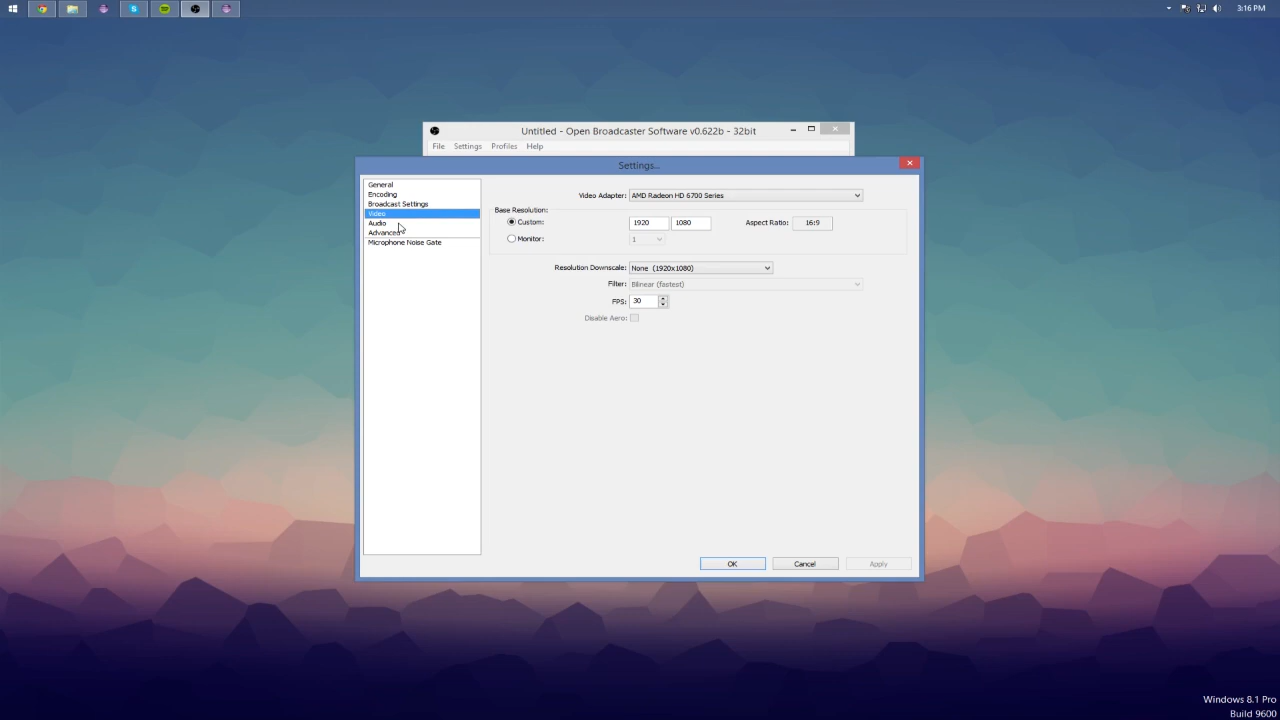 3:16 PM
Untitled - Open Broadcaster Software v0.622b - 32bit
File Settings Profiles Help
Settings...
General
Encoding
Broadcast Settings
Video
Audio
Advanced
Microphone Noise Gate
Video Adapter: AMD Radeon HD 6700 Series
Base Resolution:
Custom: 1920 1080 Aspect Ratio: 16:9
Monitor: 1
Resolution Downscale: None (1920x1080)
Filter: Bilinear (fastest)
FPS: 30
Disable Aero:
OK Cancel Apply
Windows 8.1 Pro
Build 9600